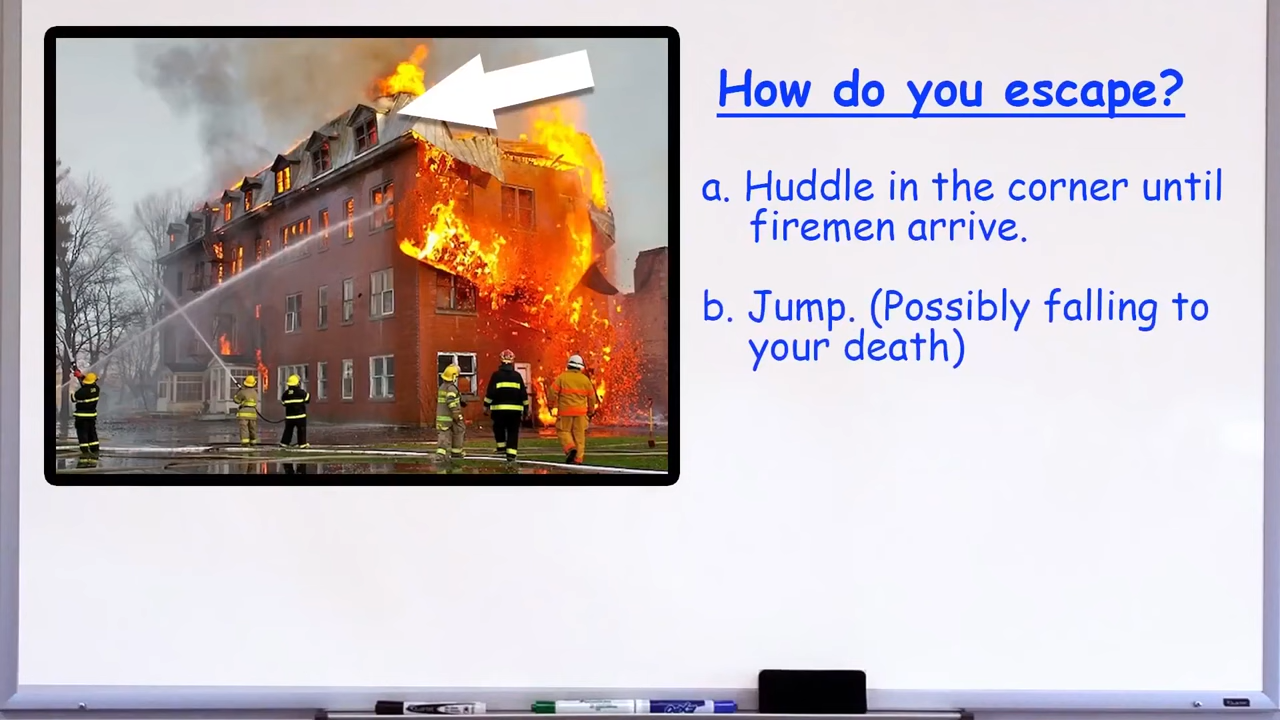 How do you escape?
a. Huddle in the corner until
firemen arrive.
b. Jump. (Possibly falling to
your death)